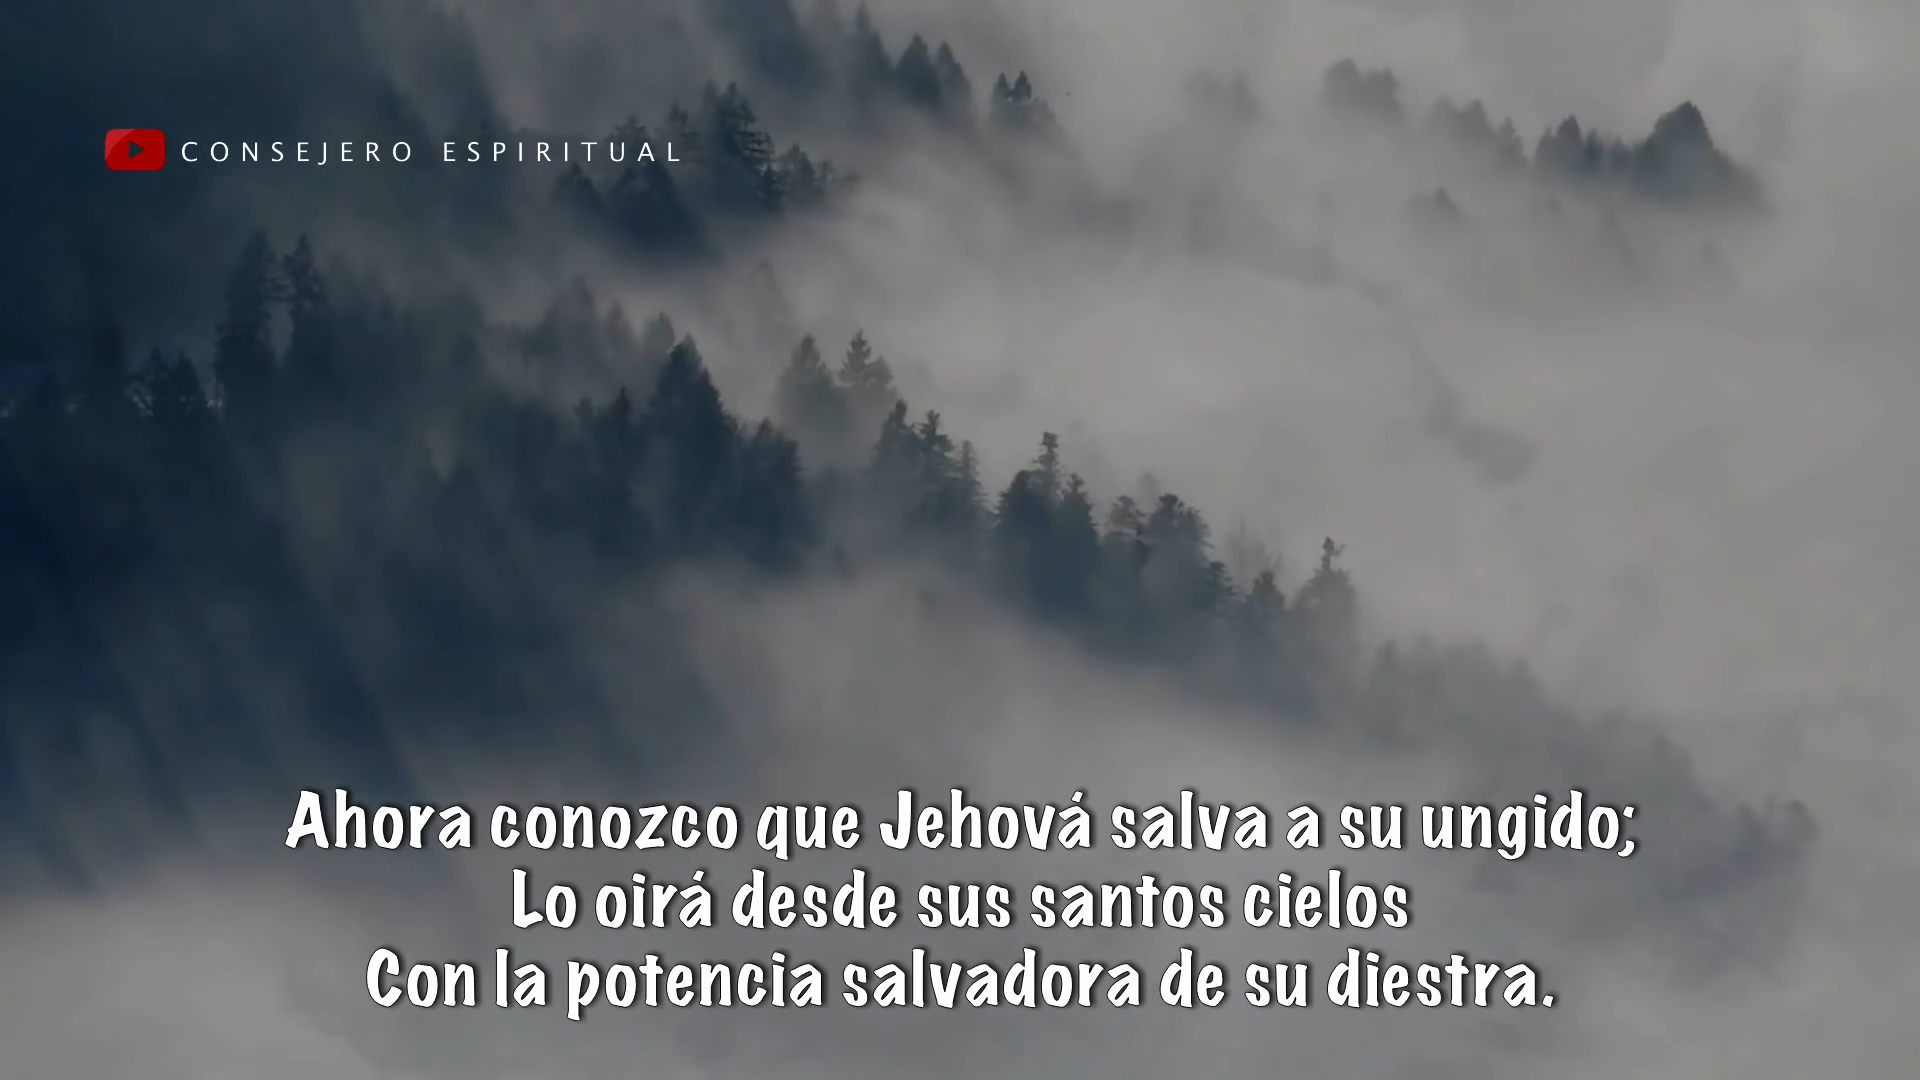 CONSEJERO ESPIRITUAL
Ahora conozco que Jehová salva a su ungido;
Lo oirá desde sus santos cielos
Con la potencia salvadora de su diestra.